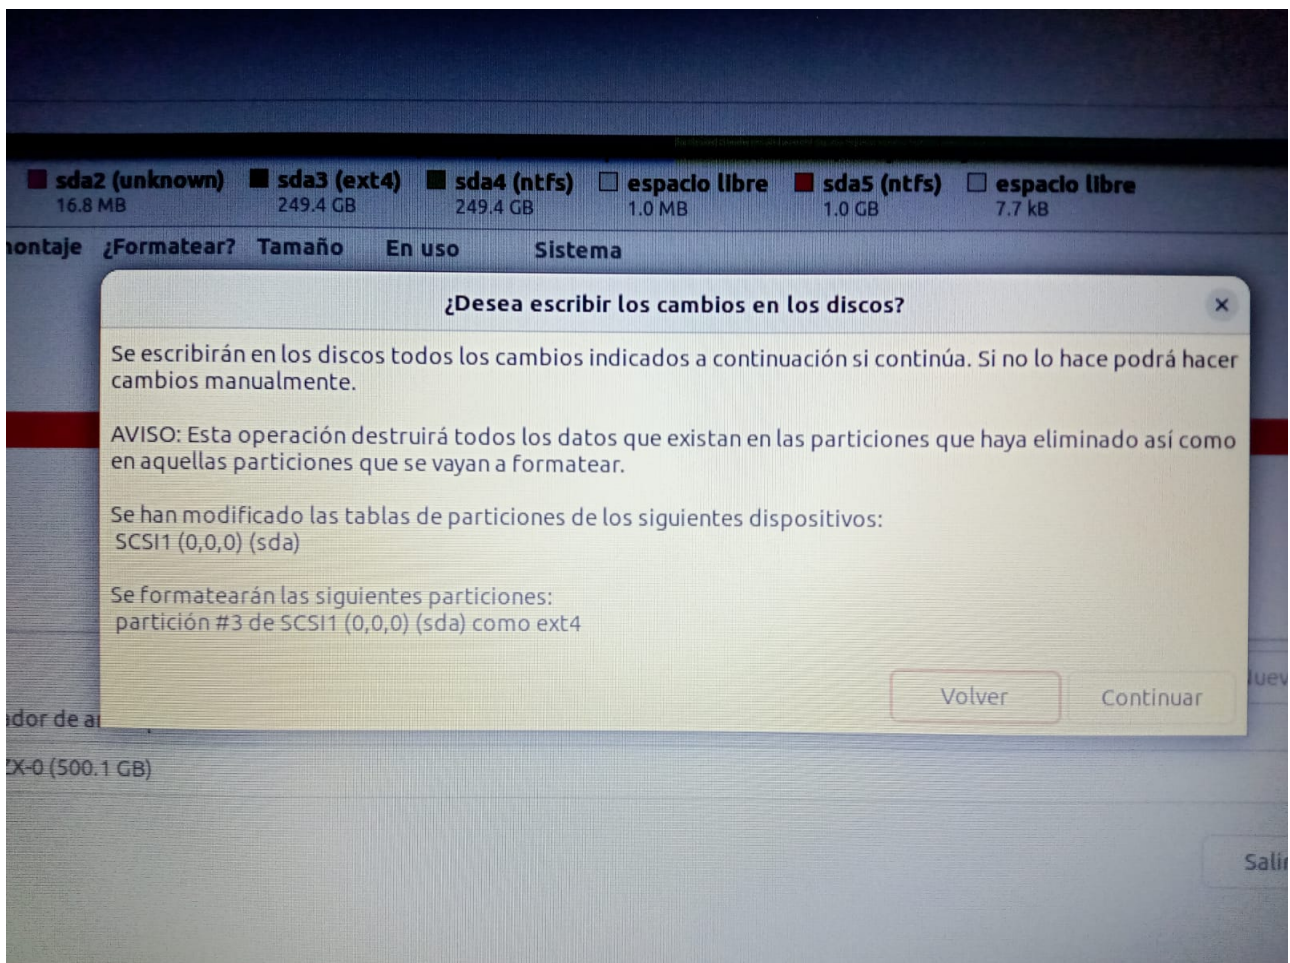 sda2 (unknown) sda3 (ext4) sda4 (ntfs) espacio libre sda5 (ntfs) espacio libre
16.8 MB 249.4 GB 249.4 GB 1.0 MB 1.0 GB 7.7 kB
montaje ¿Formatear? Tamaño En uso Sistema
¿Desea escribir los cambios en los discos?
Se escribirán en los discos todos los cambios indicados a continuación si continúa. Si no lo hace podrá hacer
cambios manualmente.
AVISO: Esta operación destruirá todos los datos que existan en las particiones que haya eliminado así como
en aquellas particiones que se vayan a formatear.
Se han modificado las tablas de particiones de los siguientes dispositivos:
SCSI1 (0,0,0) (sda)
Se formatearán las siguientes particiones:
partición #3 de SCSI1 (0,0,0) (sda) como ext4
Volver Continuar
ador de
X-0 (500.1 GB)
Salir